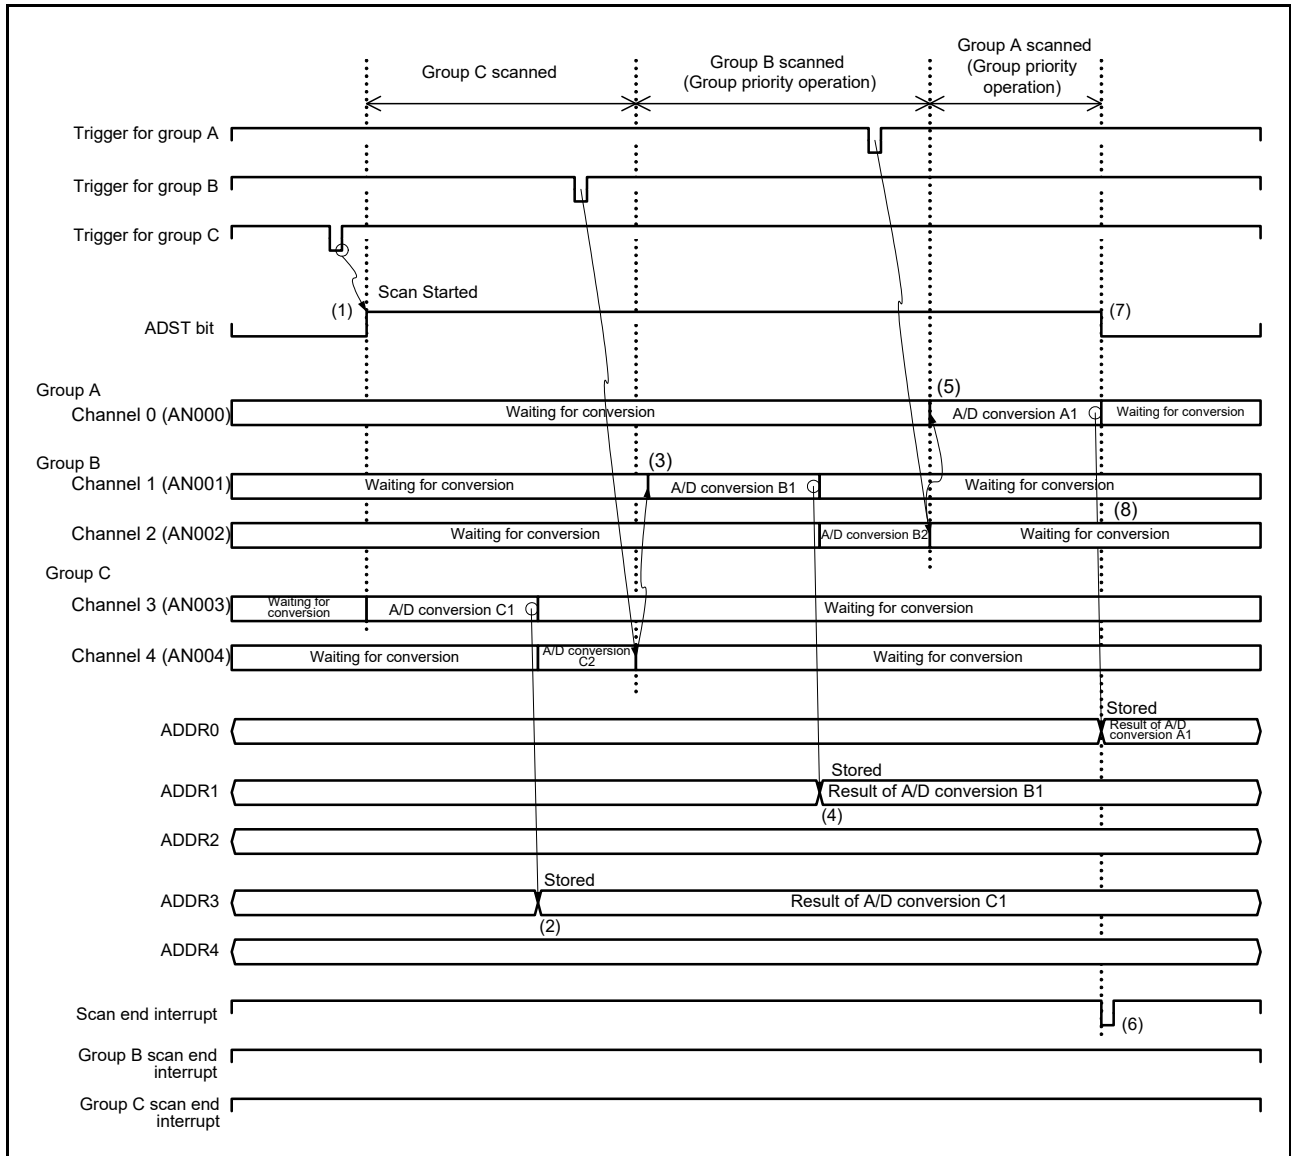 Group C scanned
Group B scanned
(Group priority operation)
Group A scanned
(Group priority
operation)
Trigger for group A
Trigger for group B
Trigger for group C
Scan Started
(1)
(7)
ADST bit
Group A
(5)
Channel 0 (AN000)
Waiting for conversion
A/D conversion A1
Waiting for conversion
Group B
(3)
Channel 1 (AN001)
Waiting for conversion
A/D conversion B1
Waiting for conversion
(8)
Channel 2 (AN002)
Waiting for conversion
A/D conversion B2
Waiting for conversion
Group C
Channel 3 (AN003)
Waiting for
conversion
A/D conversion C1
Waiting for conversion
Channel 4 (AN004)
Waiting for conversion
A/D conversion
C2
Waiting for conversion
Stored
ADDR0
Result of A/D
conversion A1
Stored
ADDR1
Result of A/D conversion B1
(4)
ADDR2
Stored
ADDR3
Result of A/D conversion C1
(2)
ADDR4
Scan end interrupt
(6)
Group B scan end
interrupt
Group C scan end
interrupt